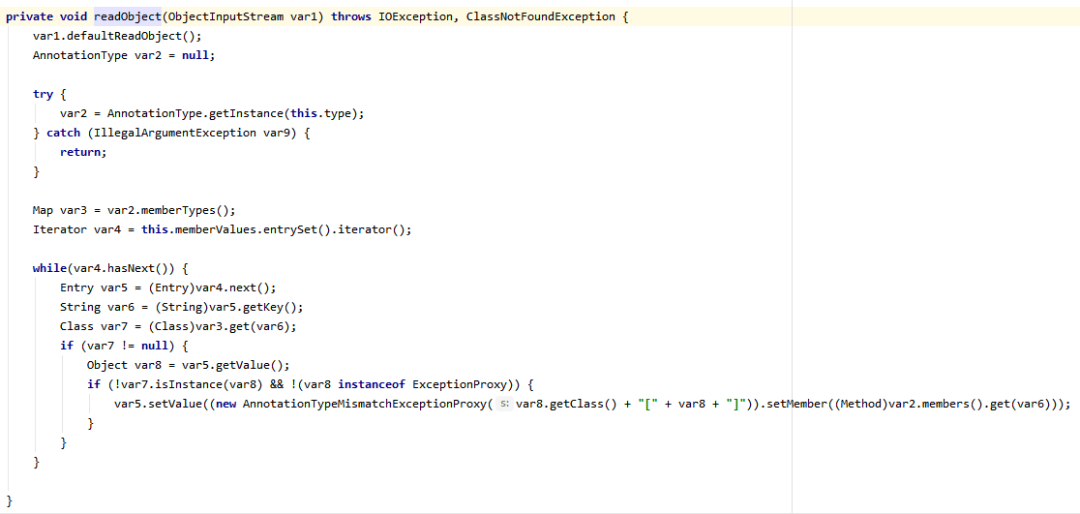 private void readObject(ObjectInputStream var1) throws IOException, ClassNotFoundException {
    var1.defaultReadObject();
    AnnotationType var2 = null;

    try {
        var2 = AnnotationType.getInstance(this.type);
    } catch (IllegalArgumentException var9) {
        return;
    }

    Map var3 = var2.memberTypes();
    Iterator var4 = this.memberValues.entrySet().iterator();

    while(var4.hasNext()) {
        Entry var5 = (Entry)var4.next();
        String var6 = (String)var5.getKey();
        Class var7 = (Class)var3.get(var6);
        if (var7 != null) {
            Object var8 = var5.getValue();
            if (!var7.isInstance(var8) && !(var8 instanceof ExceptionProxy)) {
                var5.setValue((new AnnotationTypeMismatchExceptionProxy( s: var8.getClass() + "[" + var8 + "]")).setMember((Method)var2.members().get(var6)));
            }
        }
    }

}